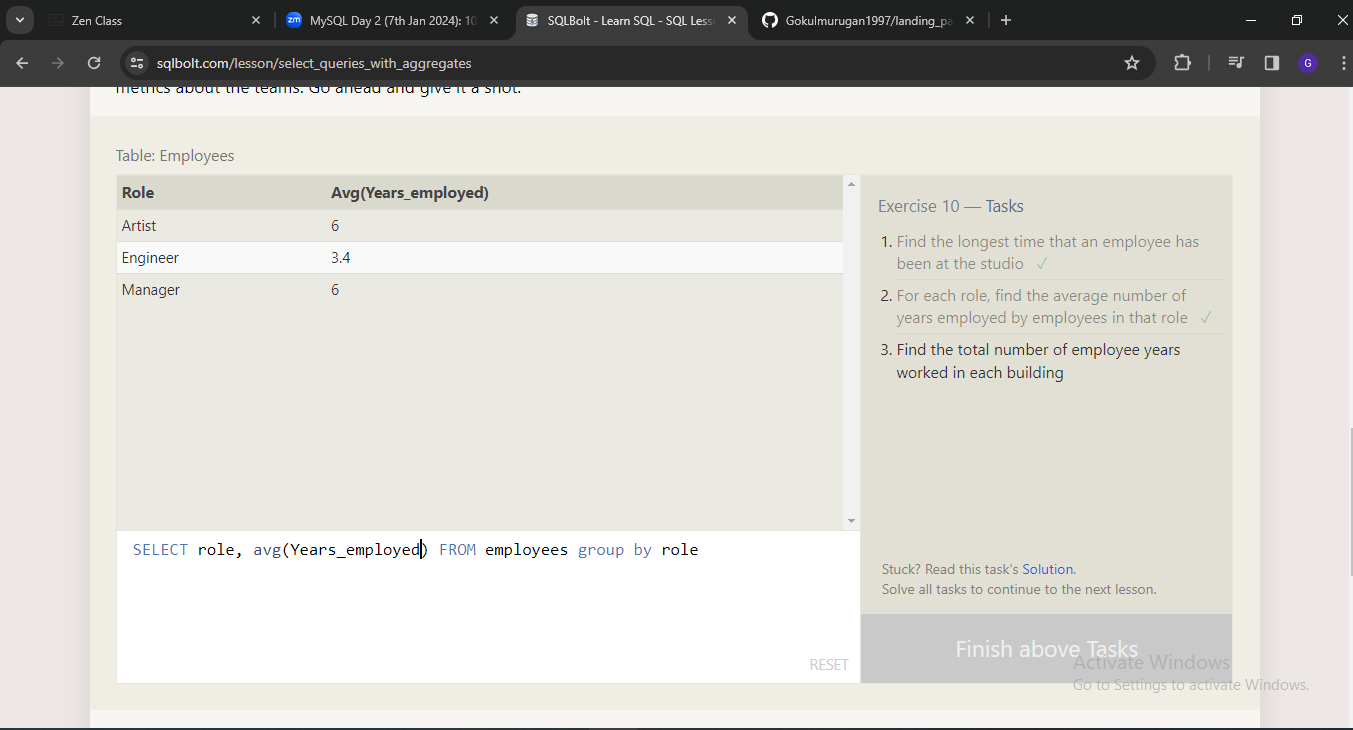 Zen Class
MySQL Day 2 (7th Jan 2024): 10
SQLBolt - Learn SQL - SQL Less
Gokulmurugan1997/landing_pa
sqlbolt.com/lesson/select_queries_with_aggregates
G
metrics about the teams. Go ahead and give it a shot.
Table: Employees
Role Avg(Years_employed)
Artist 6
Engineer 3.4
Manager 6
Exercise 10 — Tasks
1. Find the longest time that an employee has
been at the studio ✓
2. For each role, find the average number of
years employed by employees in that role ✓
3. Find the total number of employee years
worked in each building
SELECT role, avg(Years_employed) FROM employees group by role
RESET
Stuck? Read this task's Solution.
Solve all tasks to continue to the next lesson.
Finish above Tasks
Activate Windows
Go to Settings to activate Windows.